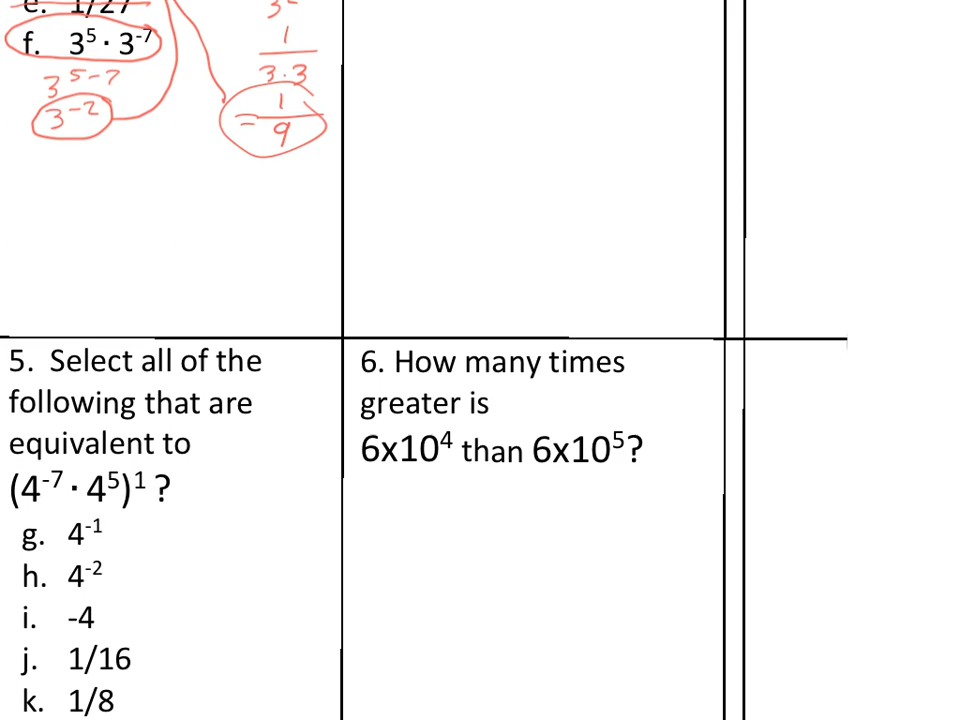 e. 1/27
f. 3⁵ · 3⁻⁷
3⁵⁻⁷
3⁻²
1
3·3
= 1
9
5. Select all of the
following that are
equivalent to
(4⁻⁷ · 4⁵)¹ ?
g. 4⁻¹
h. 4⁻²
i. -4
j. 1/16
k. 1/8
6. How many times
greater is
6x10⁴ than 6x10⁵?